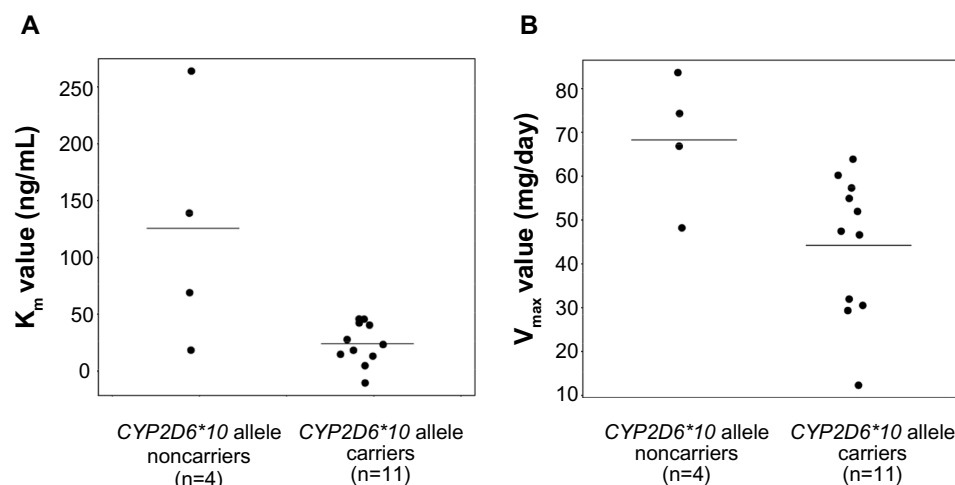 A
K_m value (ng/mL)
250
200
150
100
50
0
CYP2D6*10 allele
noncarriers
(n=4)
CYP2D6*10 allele
carriers
(n=11)
B
V_max value (mg/day)
80
70
60
50
40
30
20
10
CYP2D6*10 allele
noncarriers
(n=4)
CYP2D6*10 allele
carriers
(n=11)